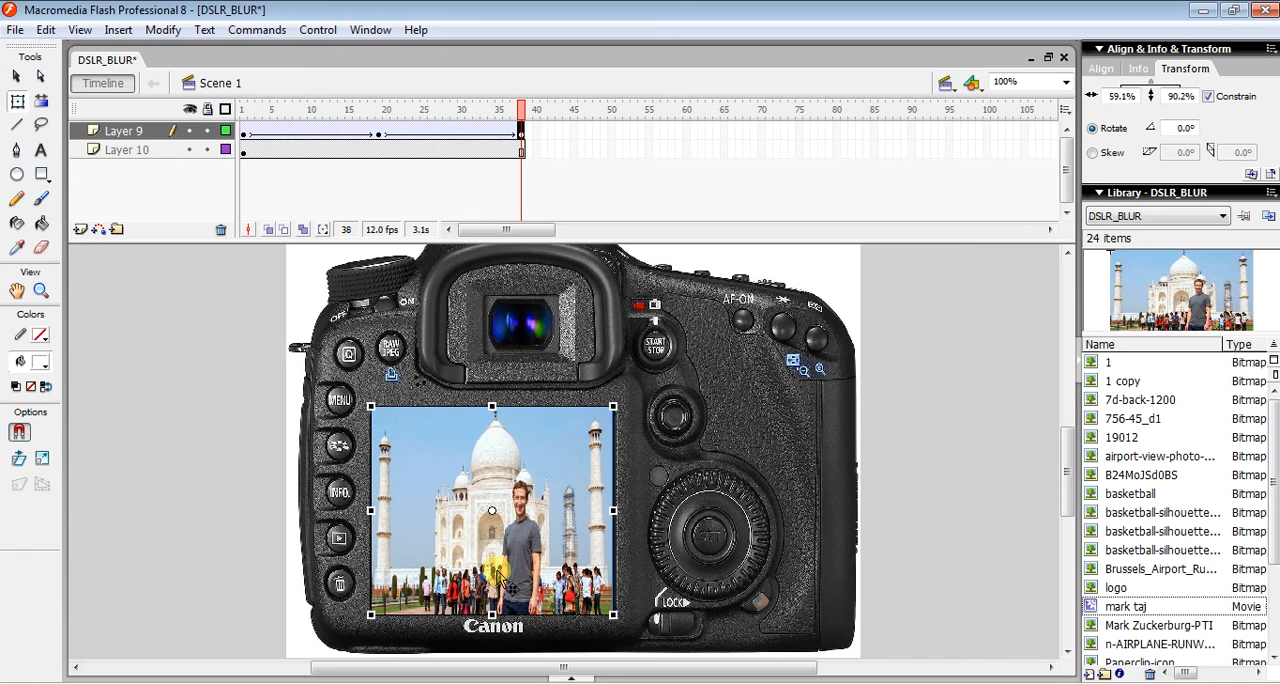 Macromedia Flash Professional 8 - [DSLR_BLUR*]
File Edit View Insert Modify Text Commands Control Window Help
Tools
DSLR_BLUR*
Timeline Scene 1 100%
1 5 10 15 20 25 30 35 40 45 50 55 60 65 70 75 80 85 90 95 100 105
Layer 9
Layer 10
38 12.0 fps 3.1s
View
Colors
Options
Align & Info & Transform
Align Info Transform
59.1% 90.2% Constrain
Rotate 0.0°
Skew 0.0° 0.0°
Library - DSLR_BLUR
DSLR_BLUR
24 items
Name Type
1 Bitmap
1 copy Bitmap
7d-back-1200 Bitmap
756-45_d1 Bitmap
19012 Bitmap
airport-view-photo-... Bitmap
B24MoJSd0BS Bitmap
basketball Bitmap
basketball-silhouette... Bitmap
basketball-silhouette... Bitmap
basketball-silhouette... Bitmap
Brussels_Airport_Ru... Bitmap
logo Bitmap
mark taj Movie
Mark Zuckerburg-PTI Bitmap
n-AIRPLANE-RUNW... Bitmap
Paperclip-icon Bitmap
OFF ON
RAW
JPEG
Q
MENU
INFO.
START
STOP
AF-ON
SET
LOCK
Canon